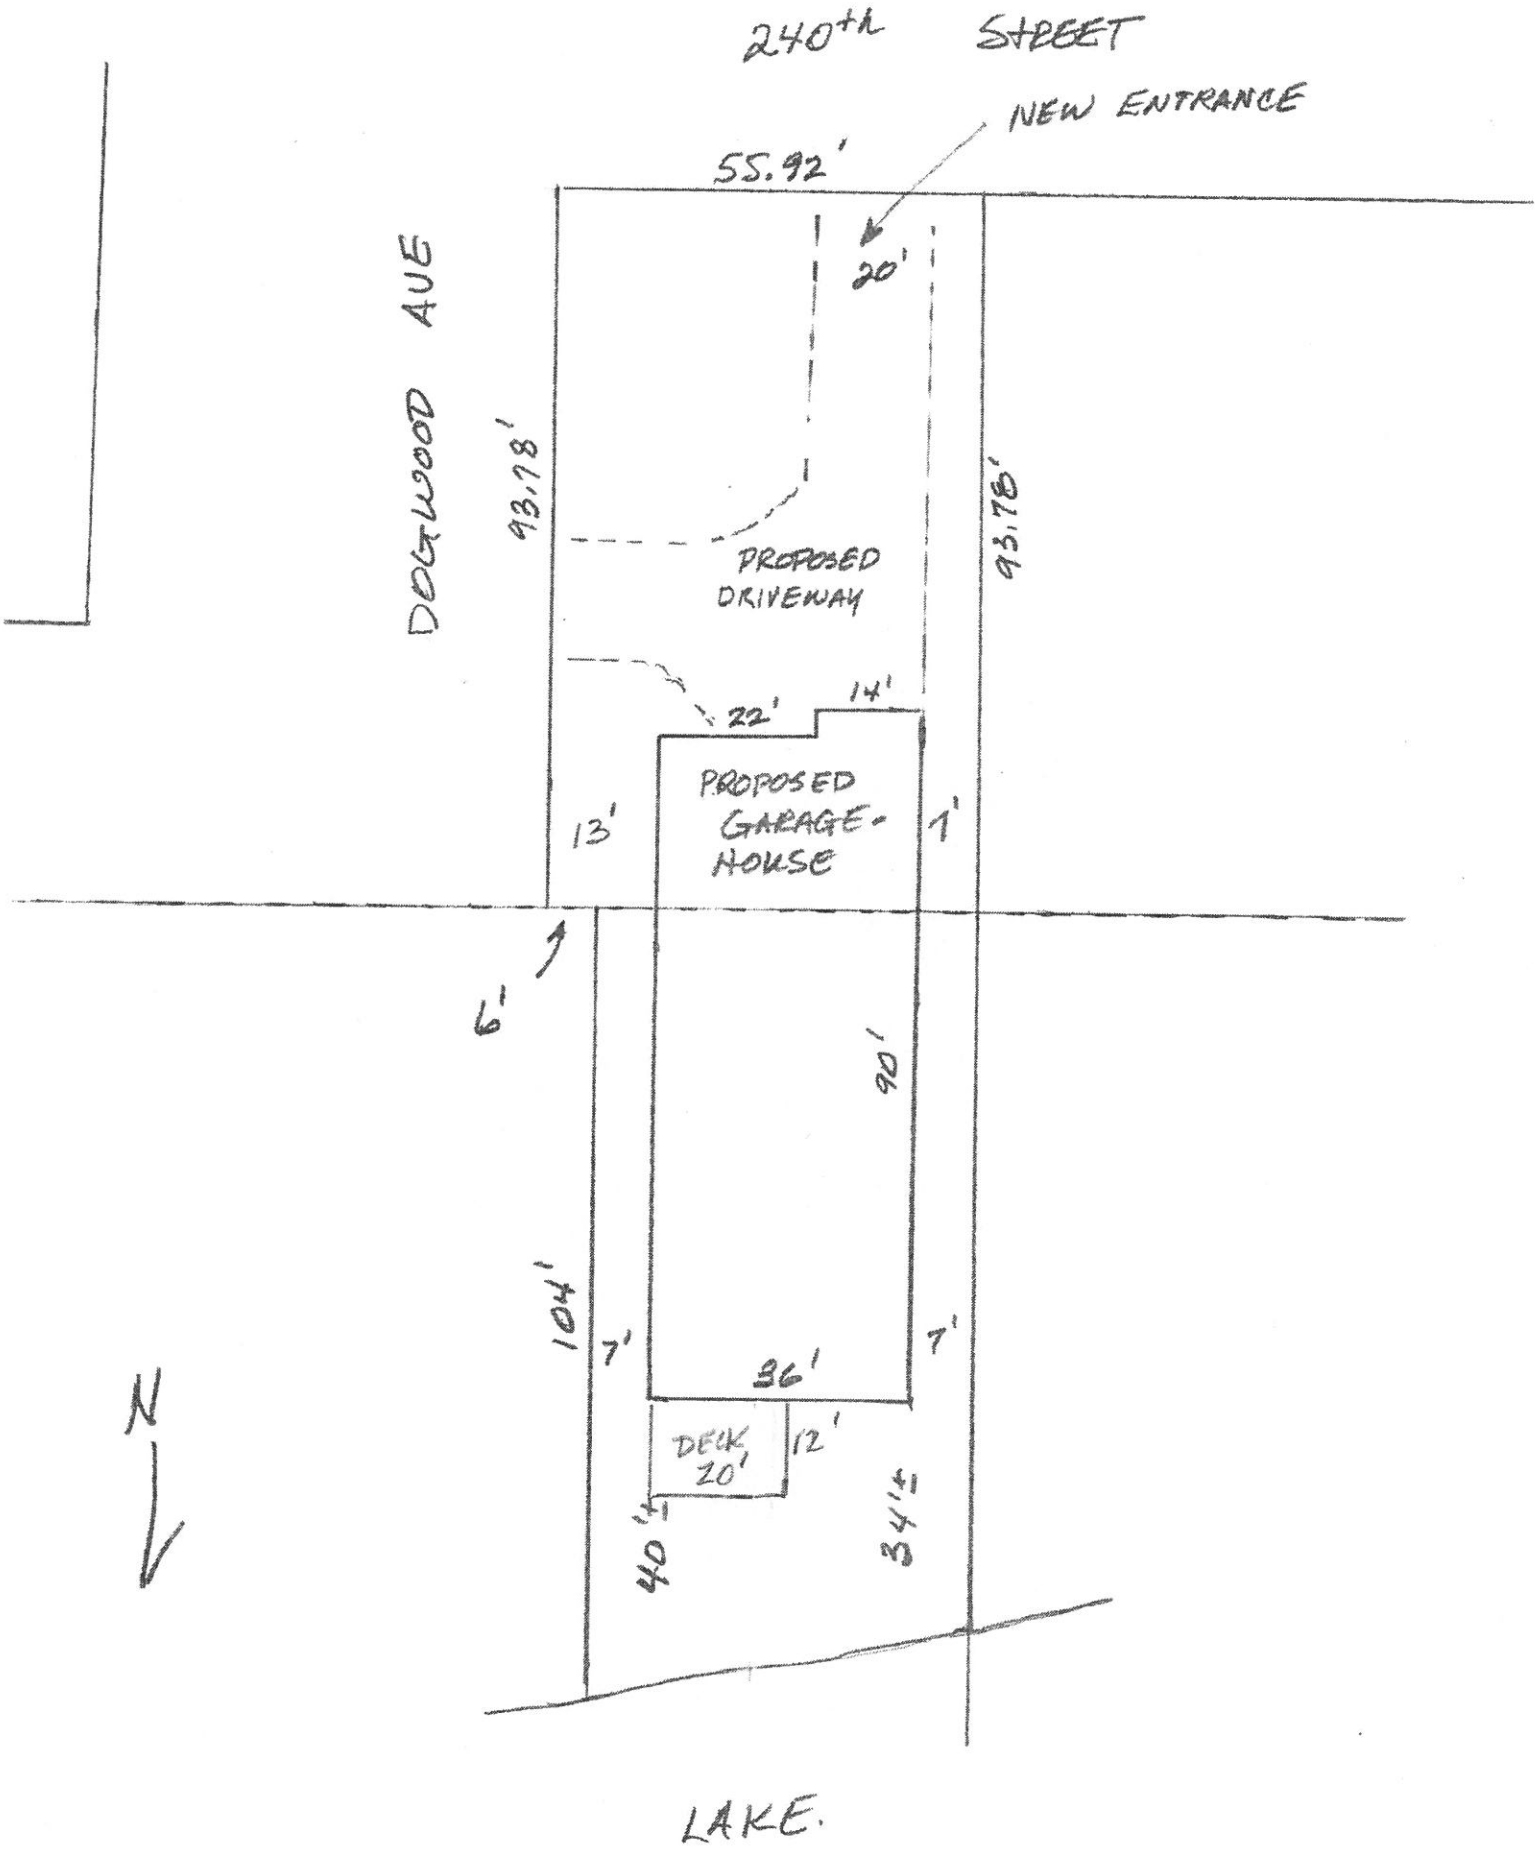 240th STREET
NEW ENTRANCE
55.92'
20'
DOGWOOD AVE
93.78'
93.78'
PROPOSED
DRIVEWAY
14'
22'
PROPOSED
GARAGE-
HOUSE
13'
7'
6'
90'
104'
7'
7'
36'
N
DECK
20'
12'
40'±
34'±
LAKE.